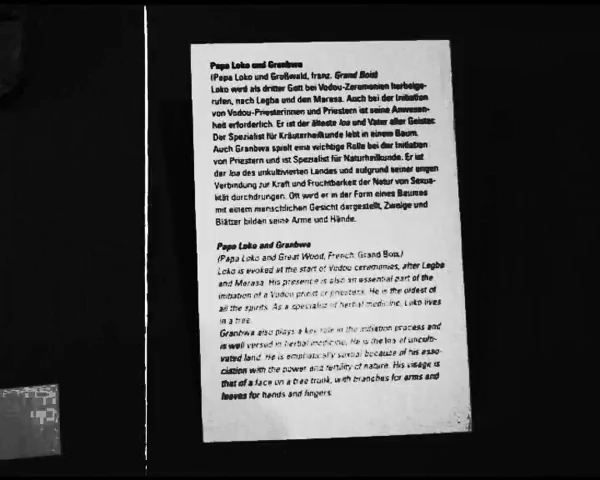 Papa Loko und Granbwa
(Papa Loko und Großwald, franz. Grand Bois)
Loko wird als dritter Gott bei Vodou-Zeremonien herbeige-
rufen, nach Legba und den Marasa. Auch bei der Initiation
von Vodou-Priesterinnen und Priestern ist seine Anwesen-
heit erforderlich. Er ist der älteste loa und Vater aller Geister.
Der Spezialist für Kräuterheilkunde lebt in einem Baum.
Auch Granbwa spielt eine wichtige Rolle bei der Initiation
von Priestern und ist Spezialist für Naturheilkunde. Er ist
der loa des unkultivierten Landes und aufgrund seiner engen
Verbindung zur Kraft und Fruchtbarkeit der Natur von Sexua-
lität durchdrungen. Oft wird er in der Form eines Baumes
mit einem menschlichen Gesicht dargestellt, Zweige und
Blätter bilden seine Arme und Hände.
Papa Loko and Granbwa
(Papa Loko and Great Wood, French: Grand Bois)
Loko is evoked at the start of Vodou ceremonies, after Legba
and Marasa. His presence is also an essential part of the
initiation of a Vodou priest or priestess. He is the oldest of
all the spirits. As a specialist of herbal medicine, Loko lives
in a tree.
Granbwa also plays a key role in the initiation process and
is well versed in herbal medicine. He is the loa of unculti-
vated land. He is emphatically sexual because of his asso-
ciation with the power and fertility of nature. His visage is
that of a face on a tree trunk, with branches for arms and
leaves for hands and fingers.